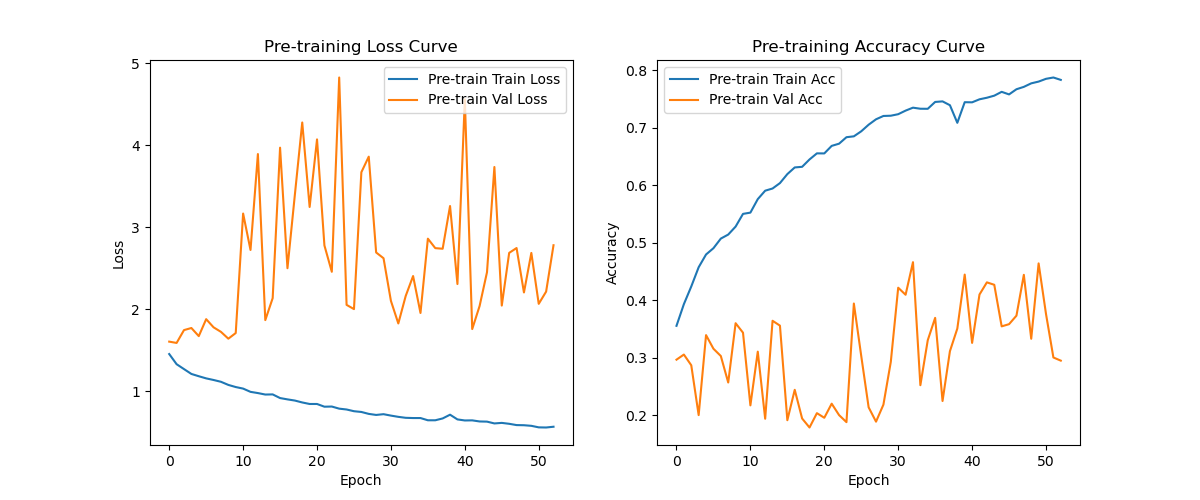 Pre-training Loss Curve
Pre-train Train Loss
Pre-train Val Loss
Loss
5
4
3
2
1
0
10
20
30
40
50
Epoch
Pre-training Accuracy Curve
Pre-train Train Acc
Pre-train Val Acc
Accuracy
0.8
0.7
0.6
0.5
0.4
0.3
0.2
0
10
20
30
40
50
Epoch